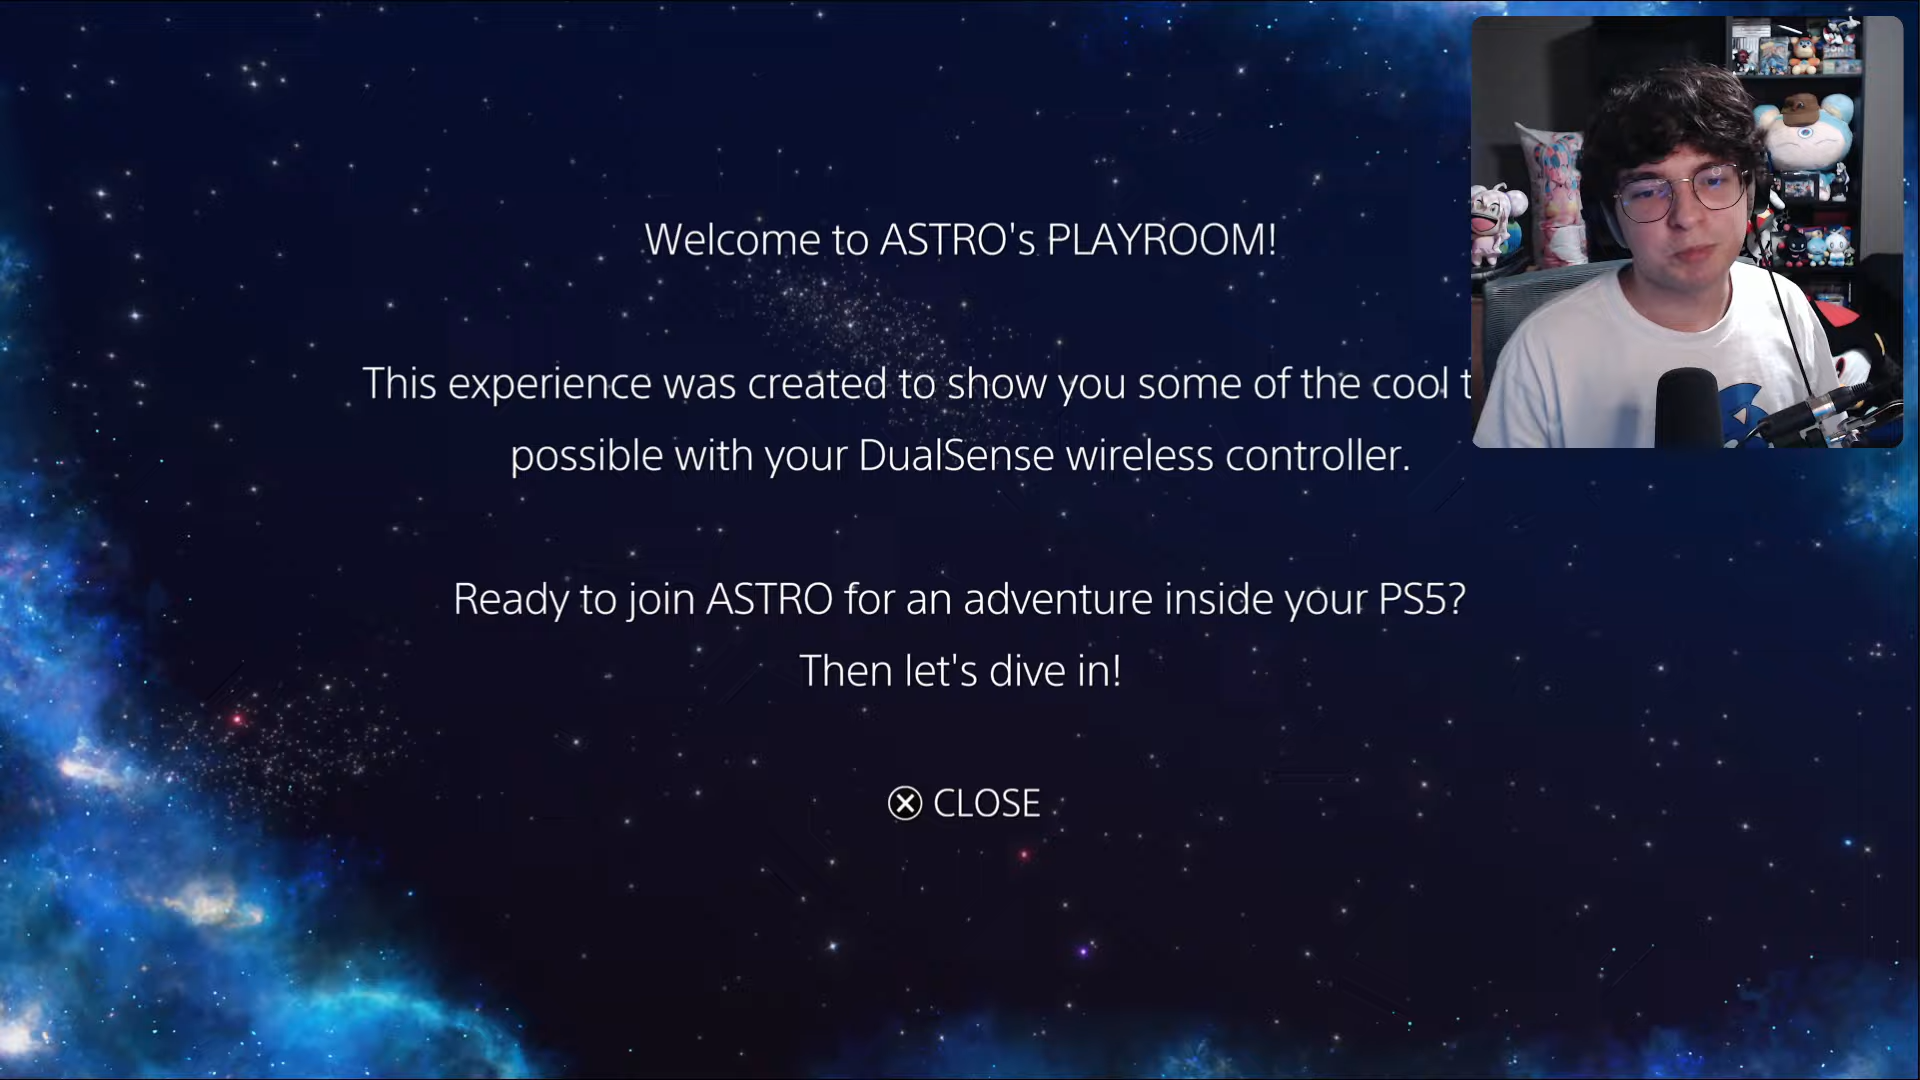 Welcome to ASTRO's PLAYROOM!
This experience was created to show you some of the cool t
possible with your DualSense wireless controller.
Ready to join ASTRO for an adventure inside your PS5?
Then let's dive in!
CLOSE